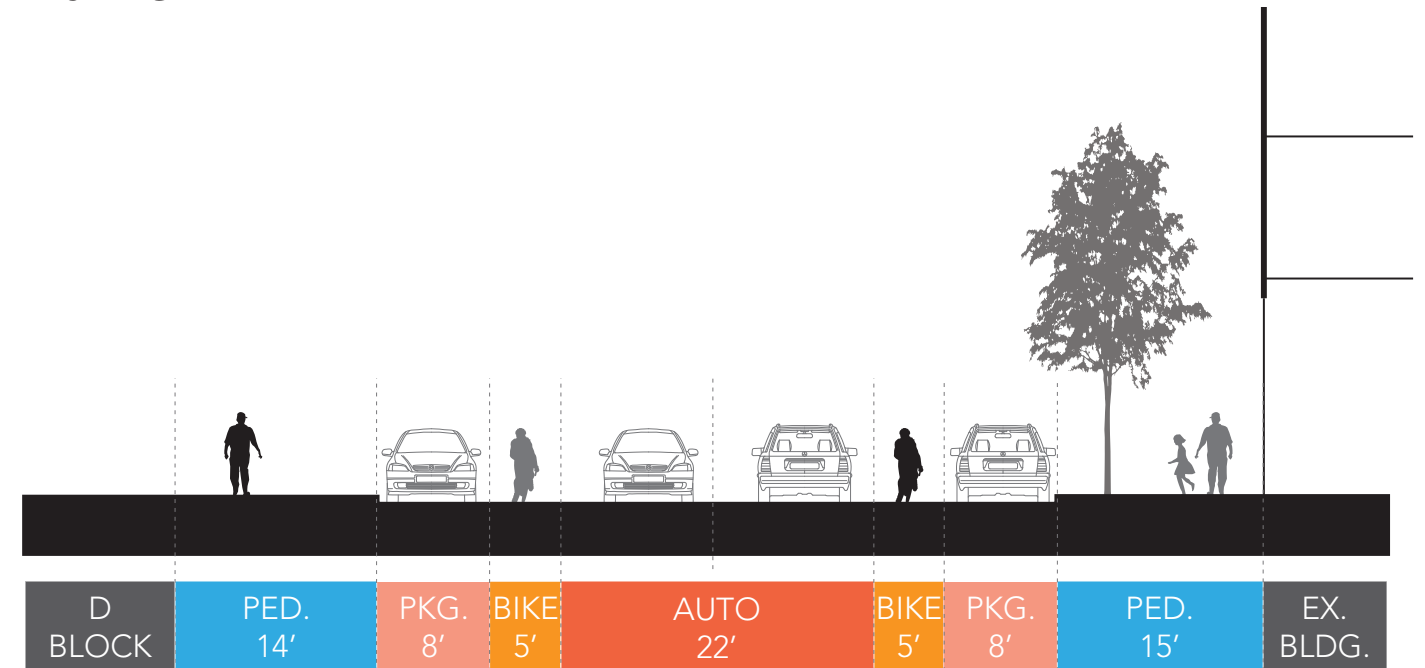 D
BLOCK
PED.
14’
PKG.
8’
BIKE
5’
AUTO
22’
BIKE
5’
PKG.
8’
PED.
15’
EX.
BLDG.